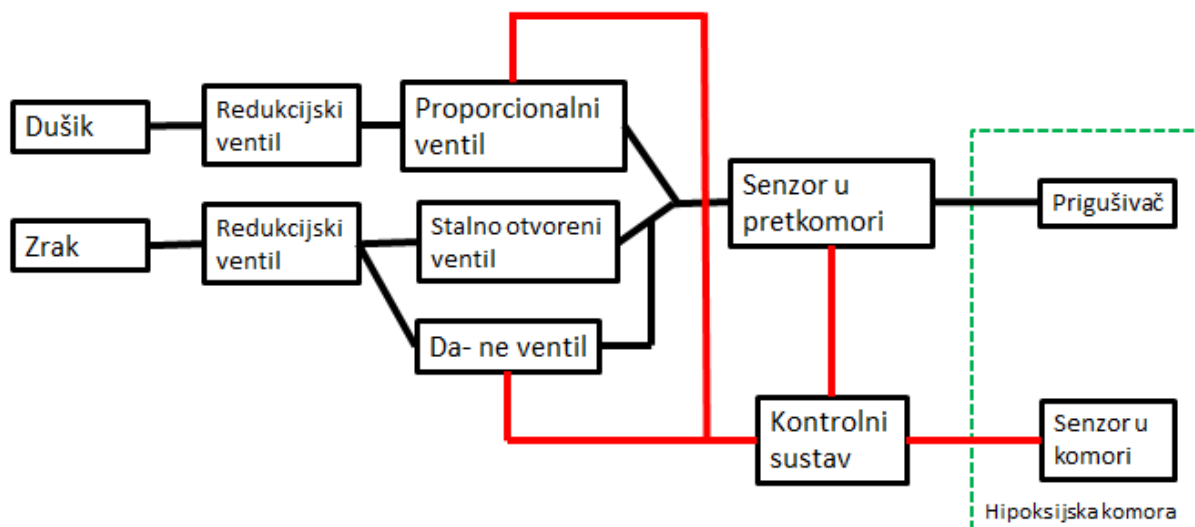 Dušik
Redukcijski
ventil
Proporcionalni
ventil
Zrak
Redukcijski
ventil
Stalno otvoreni
ventil
Da- ne ventil
Senzor u
pretkomori
Prigušivač
Kontrolni
sustav
Senzor u
komori
Hipoksijska komora